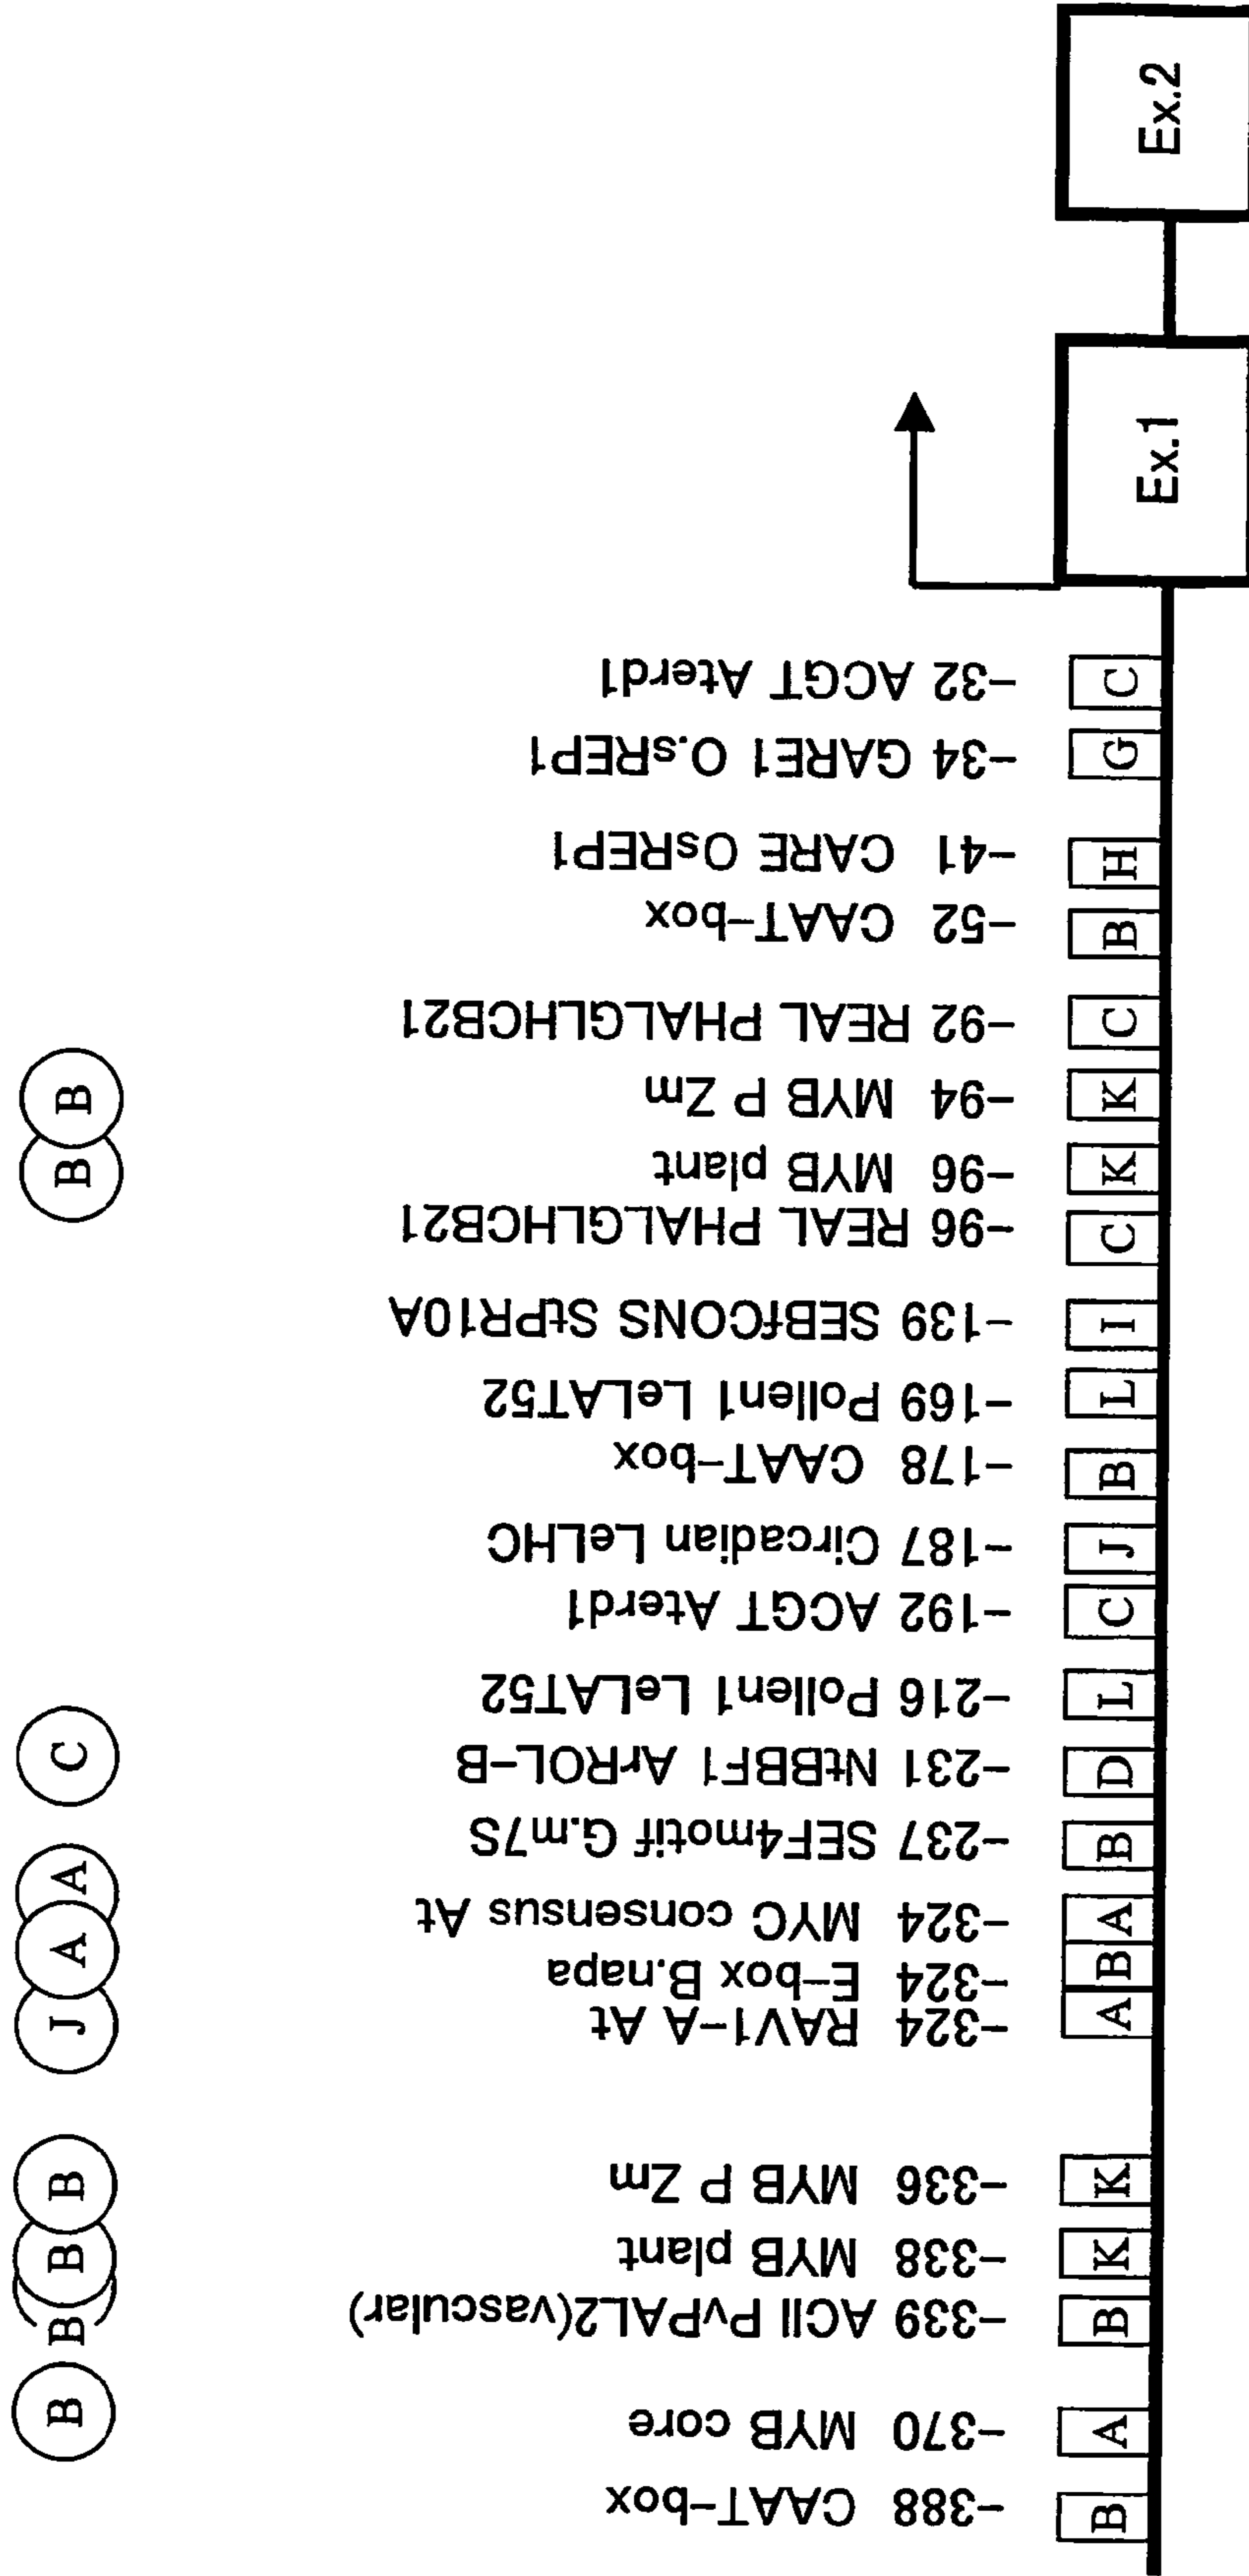 B B B B J A A C B B
-388 CAAT-box
-370 MYB core
-339 ACII PvPAL2(vascular)
-338 MYB plant
-336 MYB P Zm
-324 RAV1-A At
-324 E-box B.napa
-324 MYC consensus At
-237 SEF4motif G.m7S
-231 NtBBF1 ArROL-B
-216 Pollen1 LeLAT52
-192 ACGT Aterd1
-187 Circadian LeLHC
-178 CAAT-box
-169 Pollen1 LeLAT52
-139 SEBfCONS StPR10A
-96 REAL PHALGLHCB21
-96 MYB plant
-94 MYB P Zm
-92 REAL PHALGLHCB21
-52 CAAT-box
-41 CARE OsREP1
-34 GARE1 O.sREP1
-32 ACGT Aterd1
B A B K K A B A B D L C J B L I C K K C B H G C
Ex.1 Ex.2